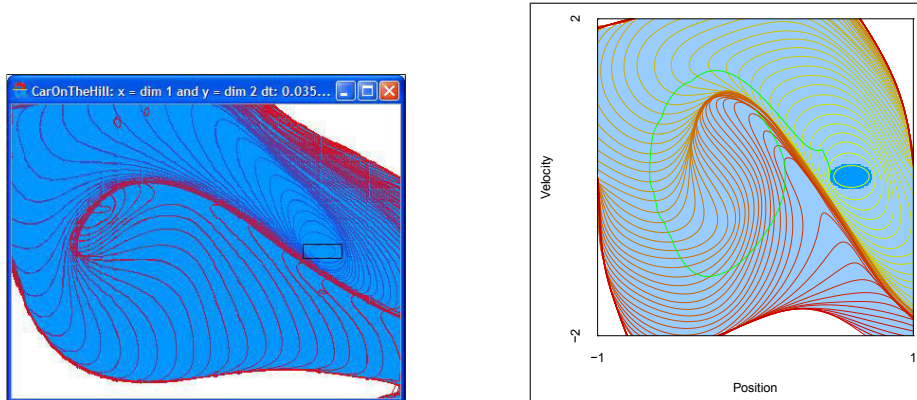 CarOnTheHill: x = dim 1 and y = dim 2 dt: 0.035...
2
Velocity
−2
−1
1
Position